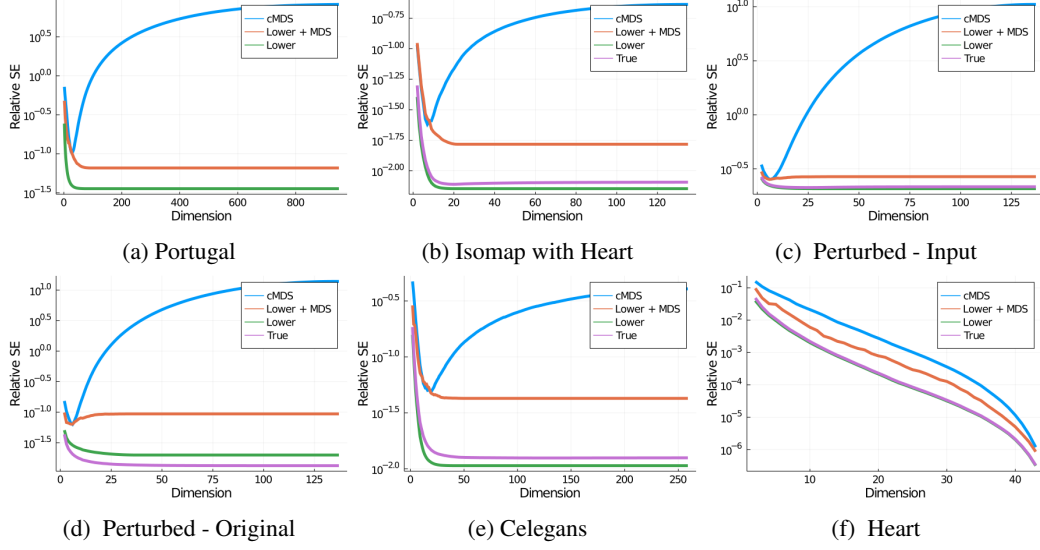 10^0.5
10^0.0
10^-0.5
10^-1.0
10^-1.5
Relative SE
cMDS
Lower + MDS
Lower
0 200 400 600 800
Dimension
(a) Portugal
10^-0.75
10^-1.00
10^-1.25
10^-1.50
10^-1.75
10^-2.00
Relative SE
cMDS
Lower + MDS
Lower
True
0 20 40 60 80 100 120
Dimension
(b) Isomap with Heart
10^1.0
10^0.5
10^0.0
10^-0.5
Relative SE
cMDS
Lower + MDS
Lower
True
0 25 50 75 100 125
Dimension
(c) Perturbed - Input
10^1.0
10^0.5
10^0.0
10^-0.5
10^-1.0
10^-1.5
Relative SE
cMDS
Lower + MDS
Lower
True
0 25 50 75 100 125
Dimension
(d) Perturbed - Original
10^-0.5
10^-1.0
10^-1.5
10^-2.0
Relative SE
cMDS
Lower + MDS
Lower
True
0 50 100 150 200 250
Dimension
(e) Celegans
10^-1
10^-2
10^-3
10^-4
10^-5
10^-6
Relative SE
cMDS
Lower + MDS
Lower
True
10 20 30 40
Dimension
(f) Heart